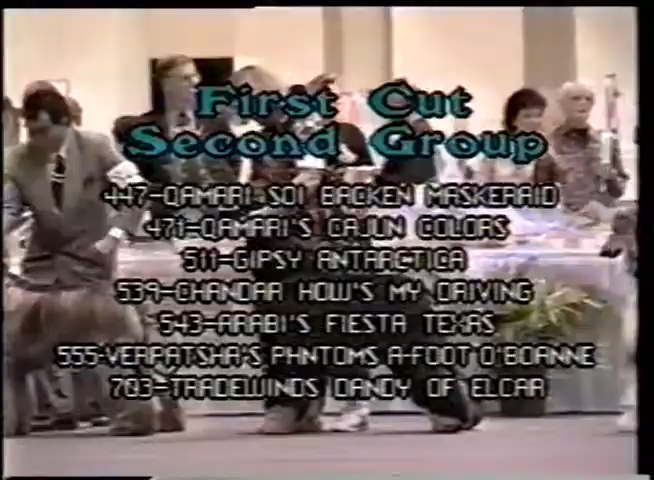 First Cut
Second Group
447-QAMARI SOI BACKEN MASKERAID
471-QAMARI'S CAJUN COLORS
511-GIPSY ANTARCTICA
539-CHANDAR HOW'S MY DRIVING
543-ARABI'S FIESTA TEXAS
555-VERPATSHA'S PHNTOMS A-FOOT O'BOANNE
703-TRADEWINDS DANDY OF ELCAR